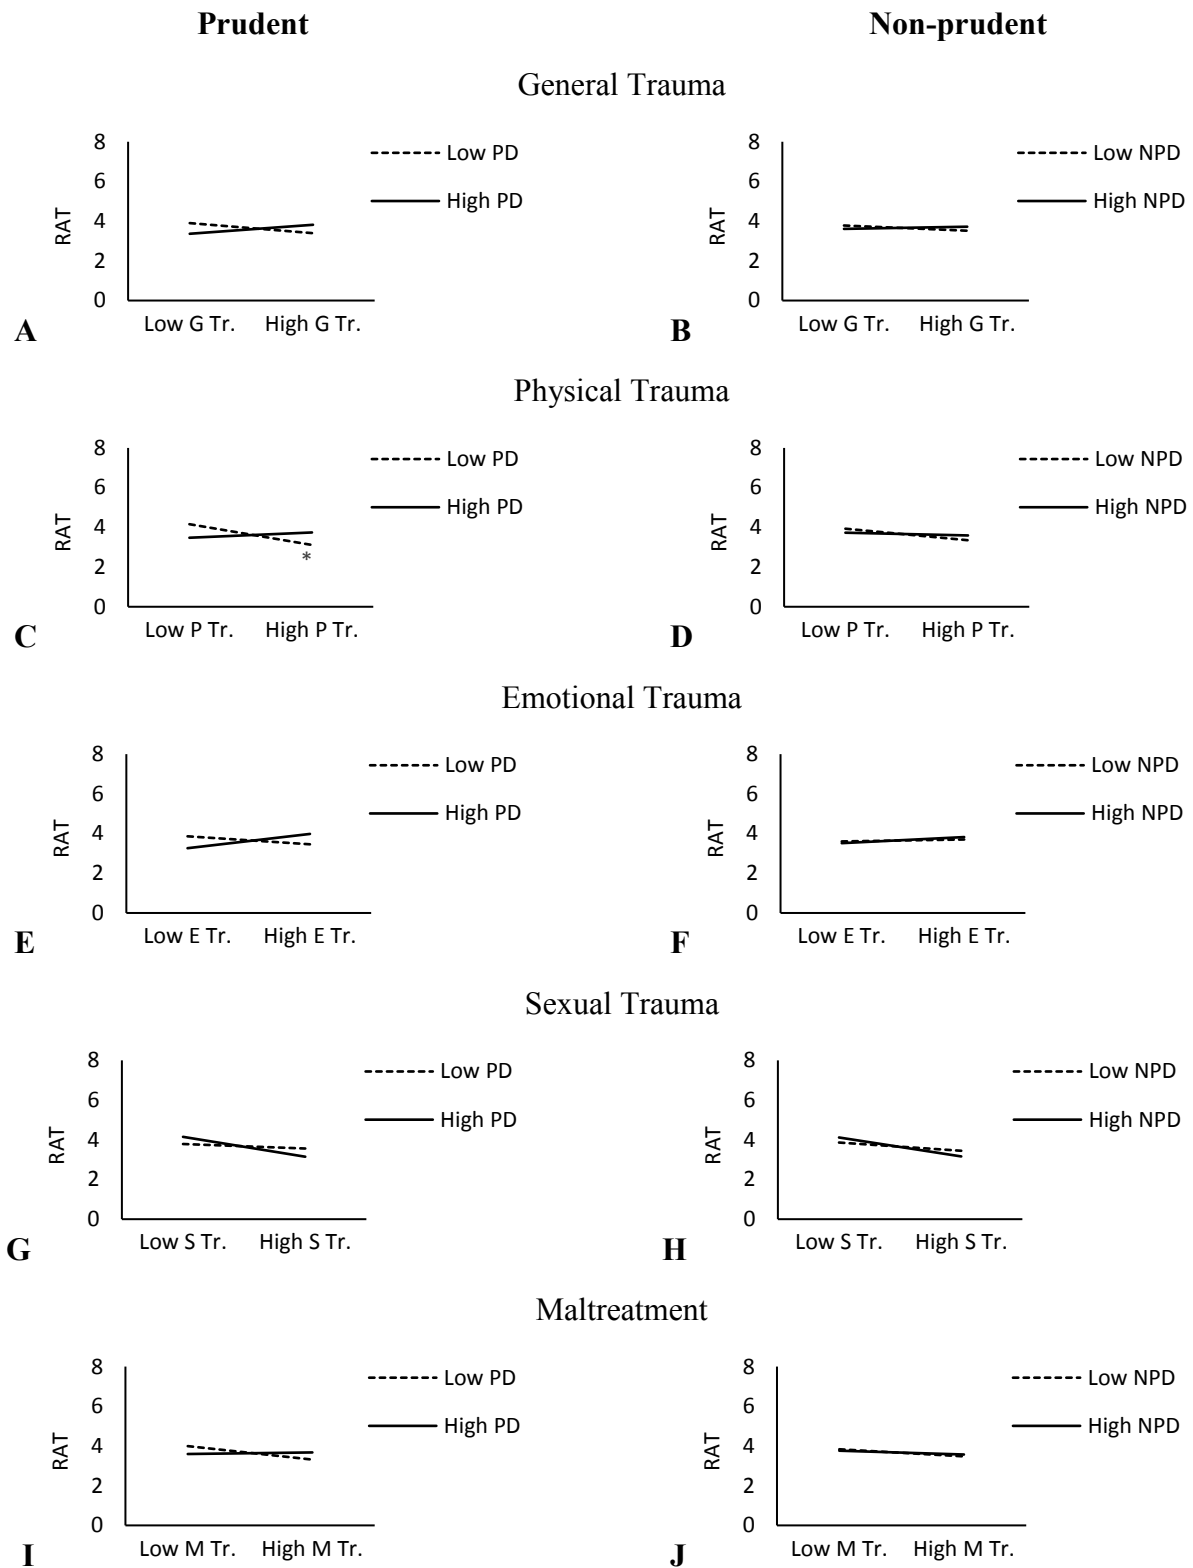 Prudent
Non-prudent
General Trauma
8
6
4
2
0
RAT
Low PD
High PD
Low G Tr.
High G Tr.
A
8
6
4
2
0
RAT
Low NPD
High NPD
Low G Tr.
High G Tr.
B
Physical Trauma
8
6
4
2
0
RAT
Low PD
High PD
*
Low P Tr.
High P Tr.
C
8
6
4
2
0
RAT
Low NPD
High NPD
Low P Tr.
High P Tr.
D
Emotional Trauma
8
6
4
2
0
RAT
Low PD
High PD
Low E Tr.
High E Tr.
E
8
6
4
2
0
RAT
Low NPD
High NPD
Low E Tr.
High E Tr.
F
Sexual Trauma
8
6
4
2
0
RAT
Low PD
High PD
Low S Tr.
High S Tr.
G
8
6
4
2
0
RAT
Low NPD
High NPD
Low S Tr.
High S Tr.
H
Maltreatment
8
6
4
2
0
RAT
Low PD
High PD
Low M Tr.
High M Tr.
I
8
6
4
2
0
RAT
Low NPD
High NPD
Low M Tr.
High M Tr.
J